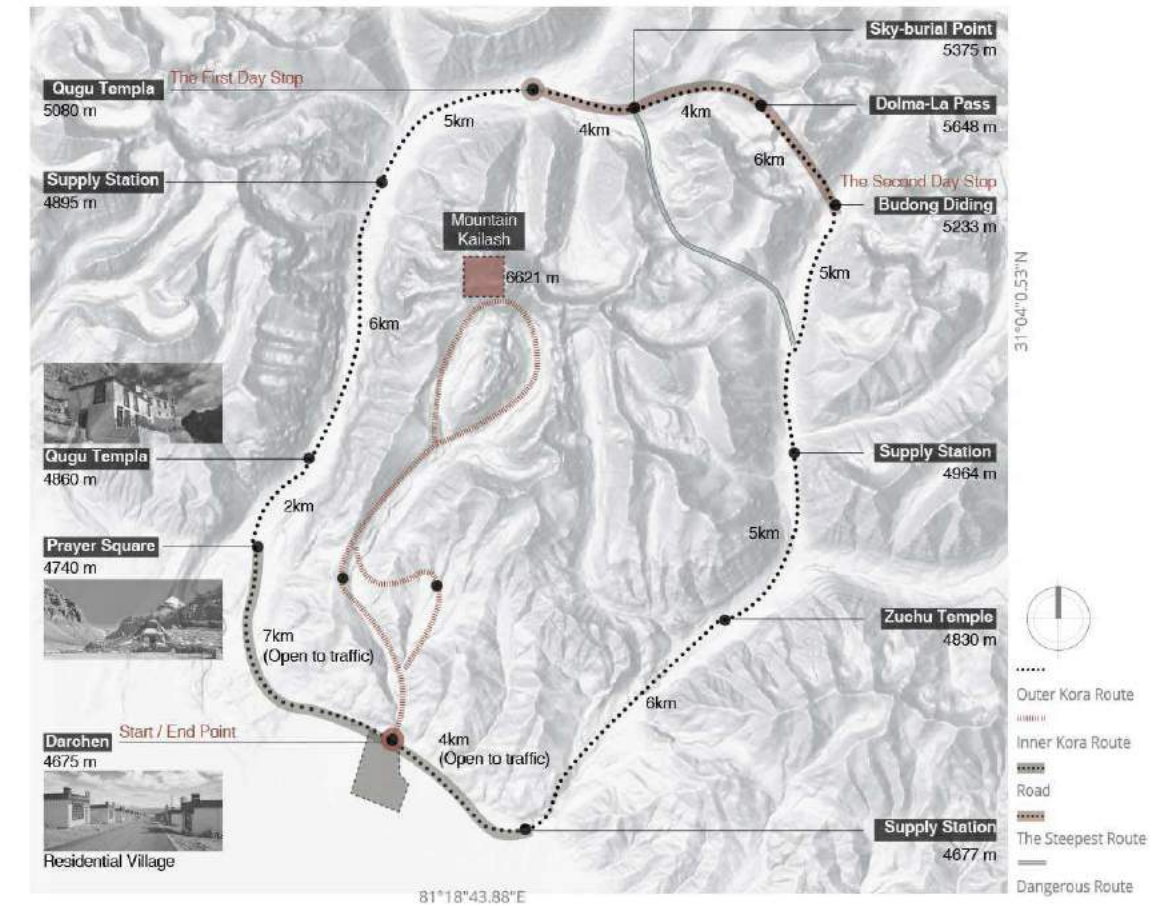 Sky-burial Point
5375 m
The First Day Stop
Qugu Templa
5080 m
5km
4km
4km
Dolma-La Pass
5648 m
6km
Supply Station
4895 m
The Second Day Stop
Budong Diding
5233 m
Mountain
Kailash
6621 m
5km
31°04"0.53"N
6km
Qugu Templa
4860 m
Supply Station
4964 m
2km
5km
Prayer Square
4740 m
Zuchu Temple
4830 m
7km
(Open to traffic)
6km
Start / End Point
Darchen
4675 m
4km
(Open to traffic)
Residential Village
Supply Station
4677 m
81°18"43.88"E
Outer Kora Route
Inner Kora Route
Road
The Steepest Route
Dangerous Route